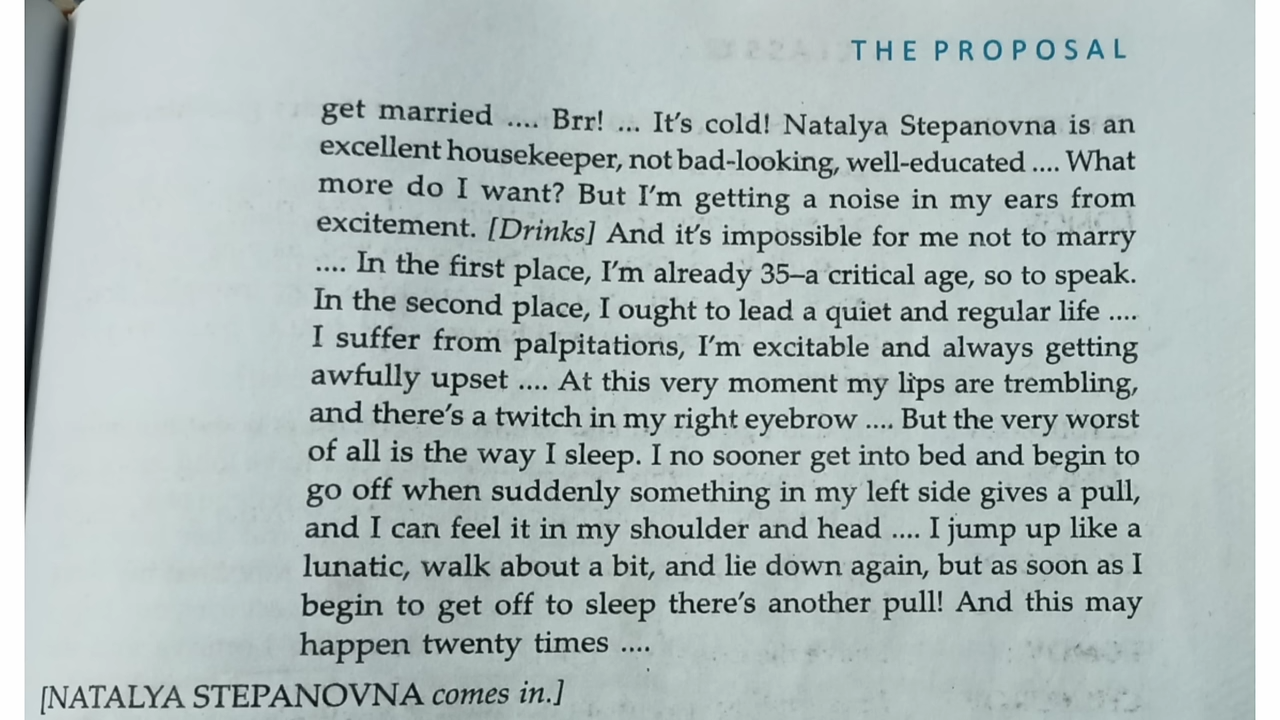 THE PROPOSAL
get married .... Brr! ... It's cold! Natalya Stepanovna is an
excellent housekeeper, not bad-looking, well-educated .... What
more do I want? But I'm getting a noise in my ears from
excitement. [Drinks] And it's impossible for me not to marry
.... In the first place, I'm already 35–a critical age, so to speak.
In the second place, I ought to lead a quiet and regular life ....
I suffer from palpitations, I'm excitable and always getting
awfully upset .... At this very moment my lips are trembling,
and there's a twitch in my right eyebrow .... But the very worst
of all is the way I sleep. I no sooner get into bed and begin to
go off when suddenly something in my left side gives a pull,
and I can feel it in my shoulder and head .... I jump up like a
lunatic, walk about a bit, and lie down again, but as soon as I
begin to get off to sleep there's another pull! And this may
happen twenty times ....
[NATALYA STEPANOVNA comes in.]